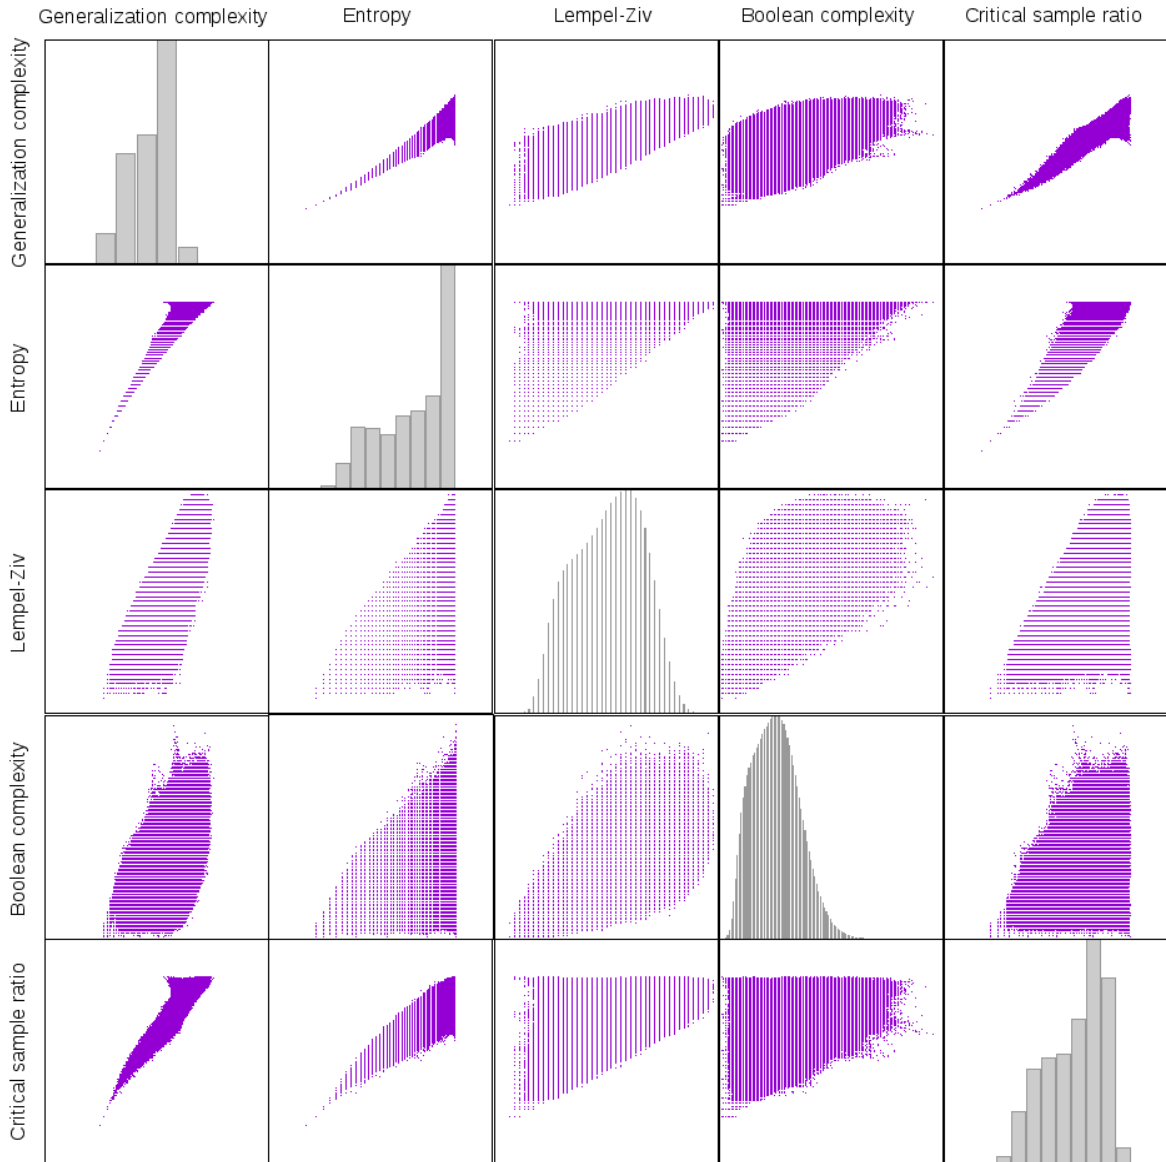 Generalization complexity
Entropy
Lempel-Ziv
Boolean complexity
Critical sample ratio
Generalization complexity
Entropy
Lempel-Ziv
Boolean complexity
Critical sample ratio